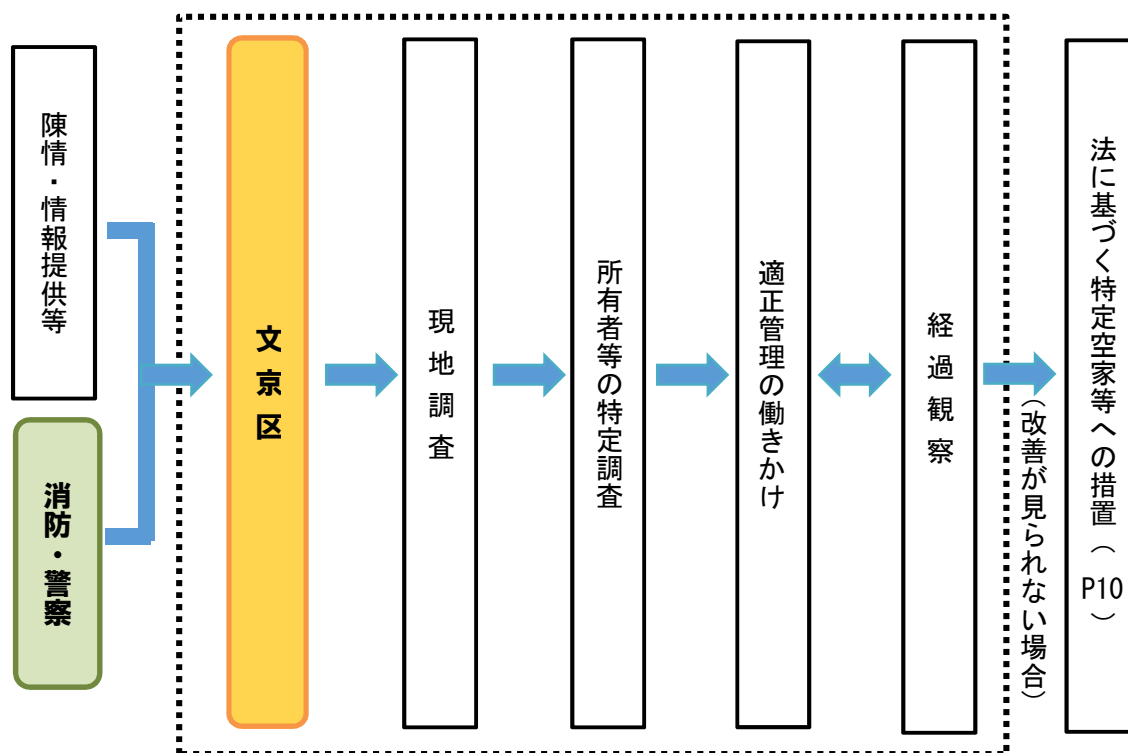 陳情・情報提供等
消防・警察
文京区
現地調査
所有者等の特定調査
適正管理の働きかけ
経過観察
（改善が見られない場合）
法に基づく特定空家等への措置（P10）